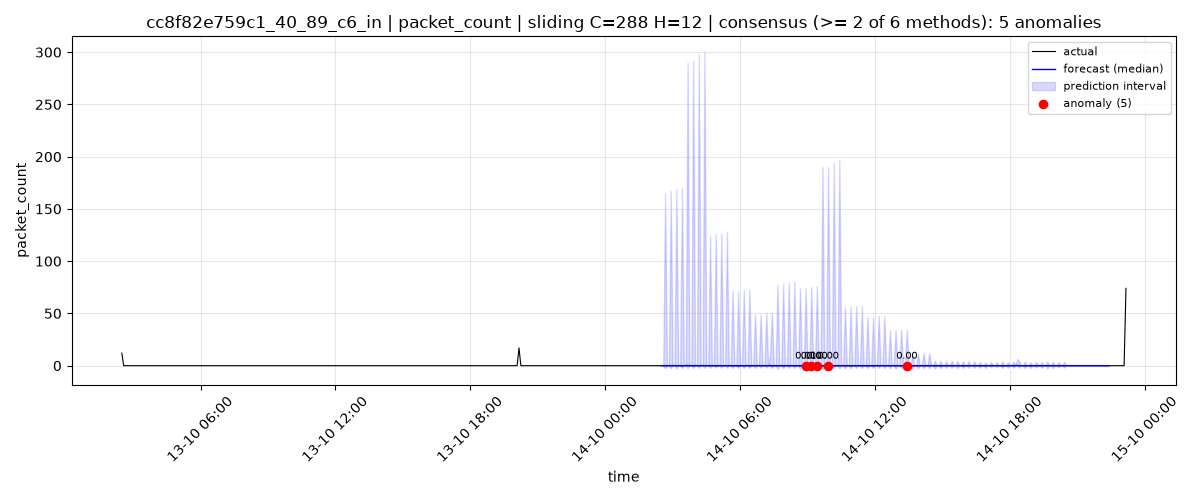 cc8f82e759c1_40_89_c6_in | packet_count | sliding C=288 H=12 | consensus (>= 2 of 6 methods): 5 anomalies
actual
forecast (median)
prediction interval
anomaly (5)
packet_count
300
250
200
150
100
50
0
0.00
13-10 06:00
13-10 12:00
13-10 18:00
14-10 00:00
14-10 06:00
14-10 12:00
14-10 18:00
15-10 00:00
time